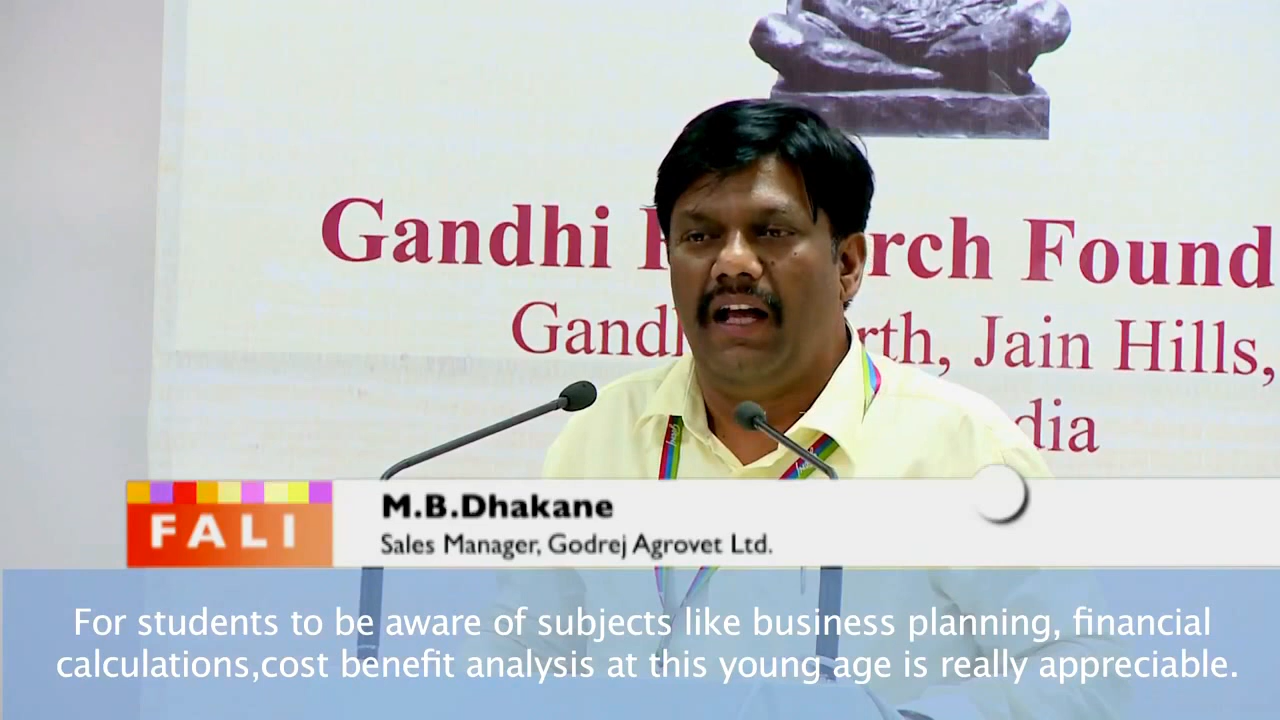 Gandhi rch Found
Gand rth, Jain Hills,
dia
FALI
M.B.Dhakane
Sales Manager, Godrej Agrovet Ltd.
For students to be aware of subjects like business planning, financial
calculations,cost benefit analysis at this young age is really appreciable.